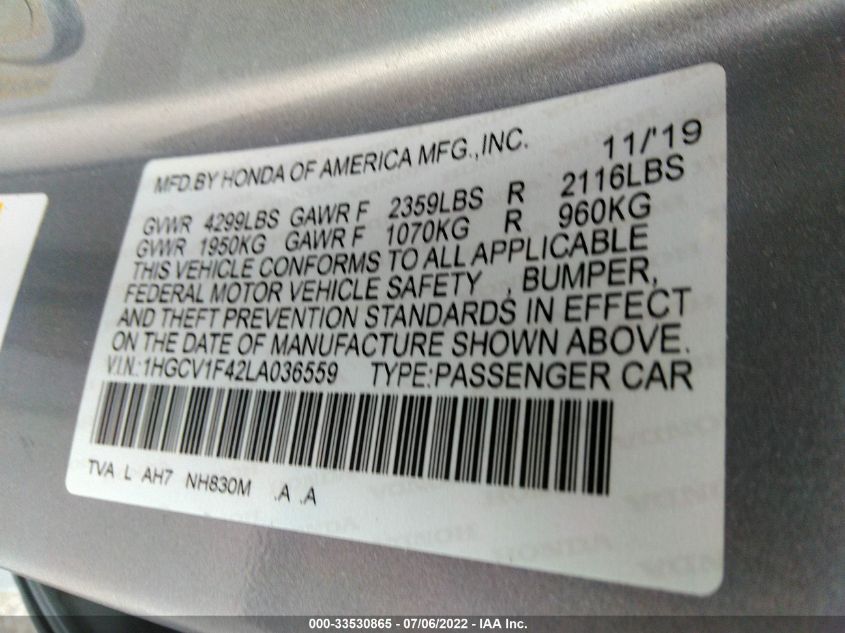 MFD.BY HONDA OF AMERICA MFG.,INC. 11/'19
GVWR 4299LBS GAWR F 2359LBS R 2116LBS
GVWR 1950KG GAWR F 1070KG R 960KG
THIS VEHICLE CONFORMS TO ALL APPLICABLE
FEDERAL MOTOR VEHICLE SAFETY , BUMPER,
AND THEFT PREVENTION STANDARDS IN EFFECT
ON THE DATE OF MANUFACTURE SHOWN ABOVE.
V.I.N.:1HGCV1F42LA036559 TYPE:PASSENGER CAR
TVA L AH7 NH830M .A .A
HONDA
000-33530865 - 07/06/2022 - IAA Inc.